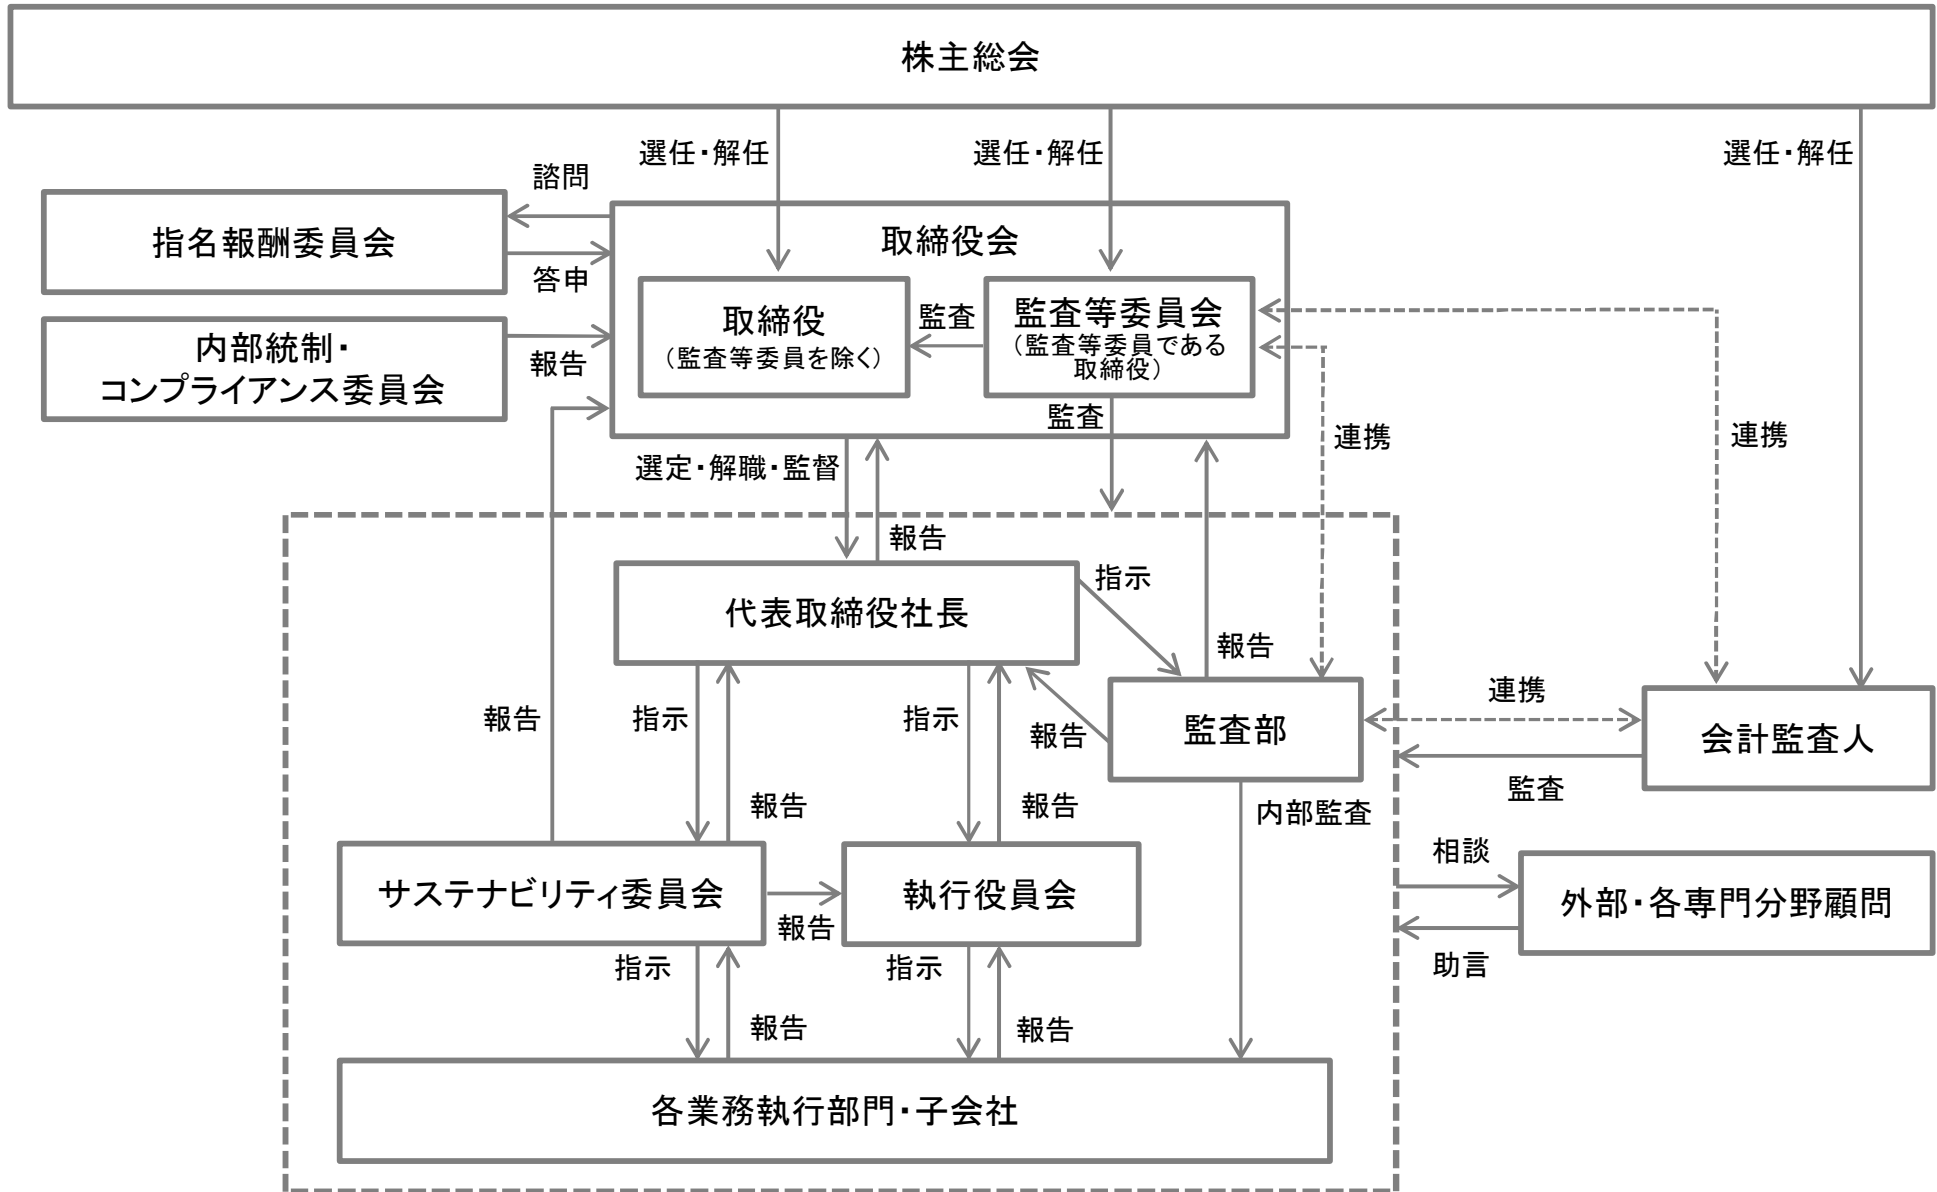 株主総会
選任・解任
選任・解任
選任・解任
諮問
指名報酬委員会
答申
取締役会
取締役
（監査等委員を除く）
監査
監査等委員会
（監査等委員である
取締役）
内部統制・
コンプライアンス委員会
報告
監査
連携
連携
選定・解職・監督
報告
代表取締役社長
指示
報告
報告
指示
指示
報告
監査部
連携
会計監査人
監査
報告
報告
内部監査
相談
サステナビリティ委員会
報告
執行役員会
外部・各専門分野顧問
助言
指示
指示
報告
報告
各業務執行部門・子会社